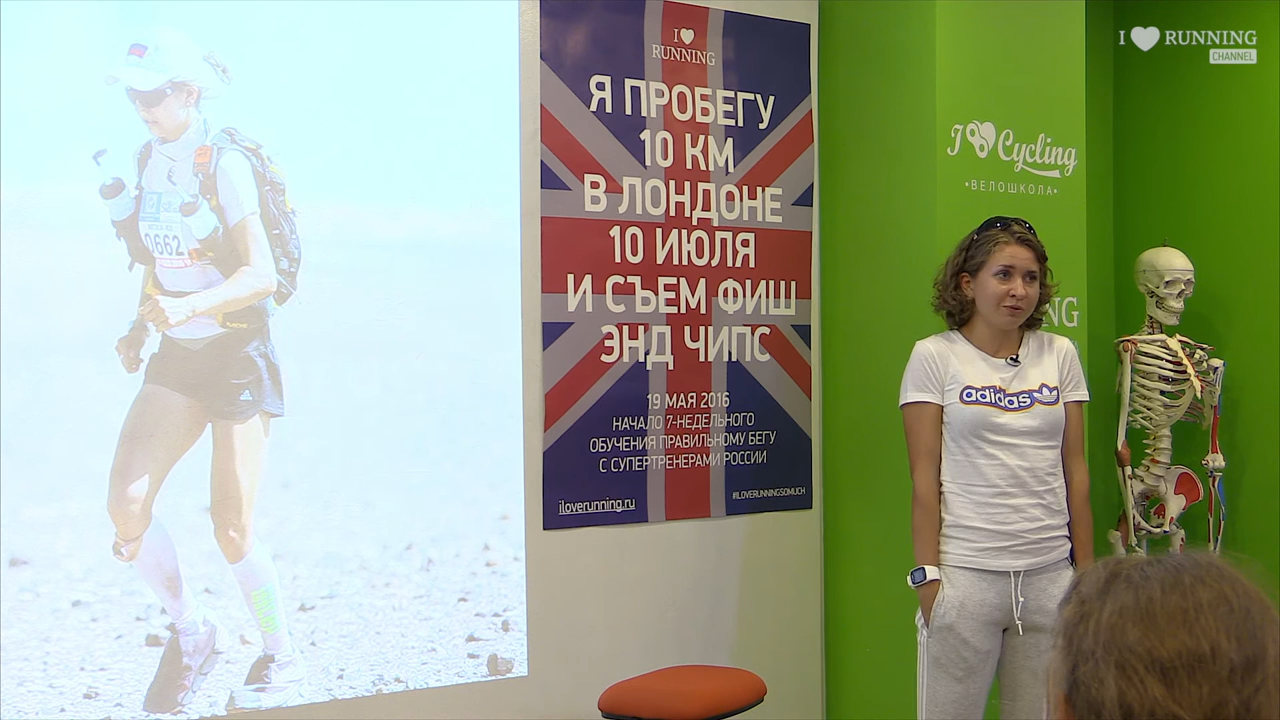 I RUNNING
CHANNEL
I
RUNNING
Я ПРОБЕГУ
10 КМ
В ЛОНДОНЕ
10 ИЮЛЯ
И СЪЕМ ФИШ
ЭНД ЧИПС
19 МАЯ 2016
НАЧАЛО 7-НЕДЕЛЬНОГО
ОБУЧЕНИЯ ПРАВИЛЬНОМУ БЕГУ
С СУПЕРТРЕНЕРАМИ РОССИИ
iloverunning.ru
#ILOVERUNNINGSOMUCH
I Cycling
•ВЕЛОШКОЛА•
NG
adidas
0662